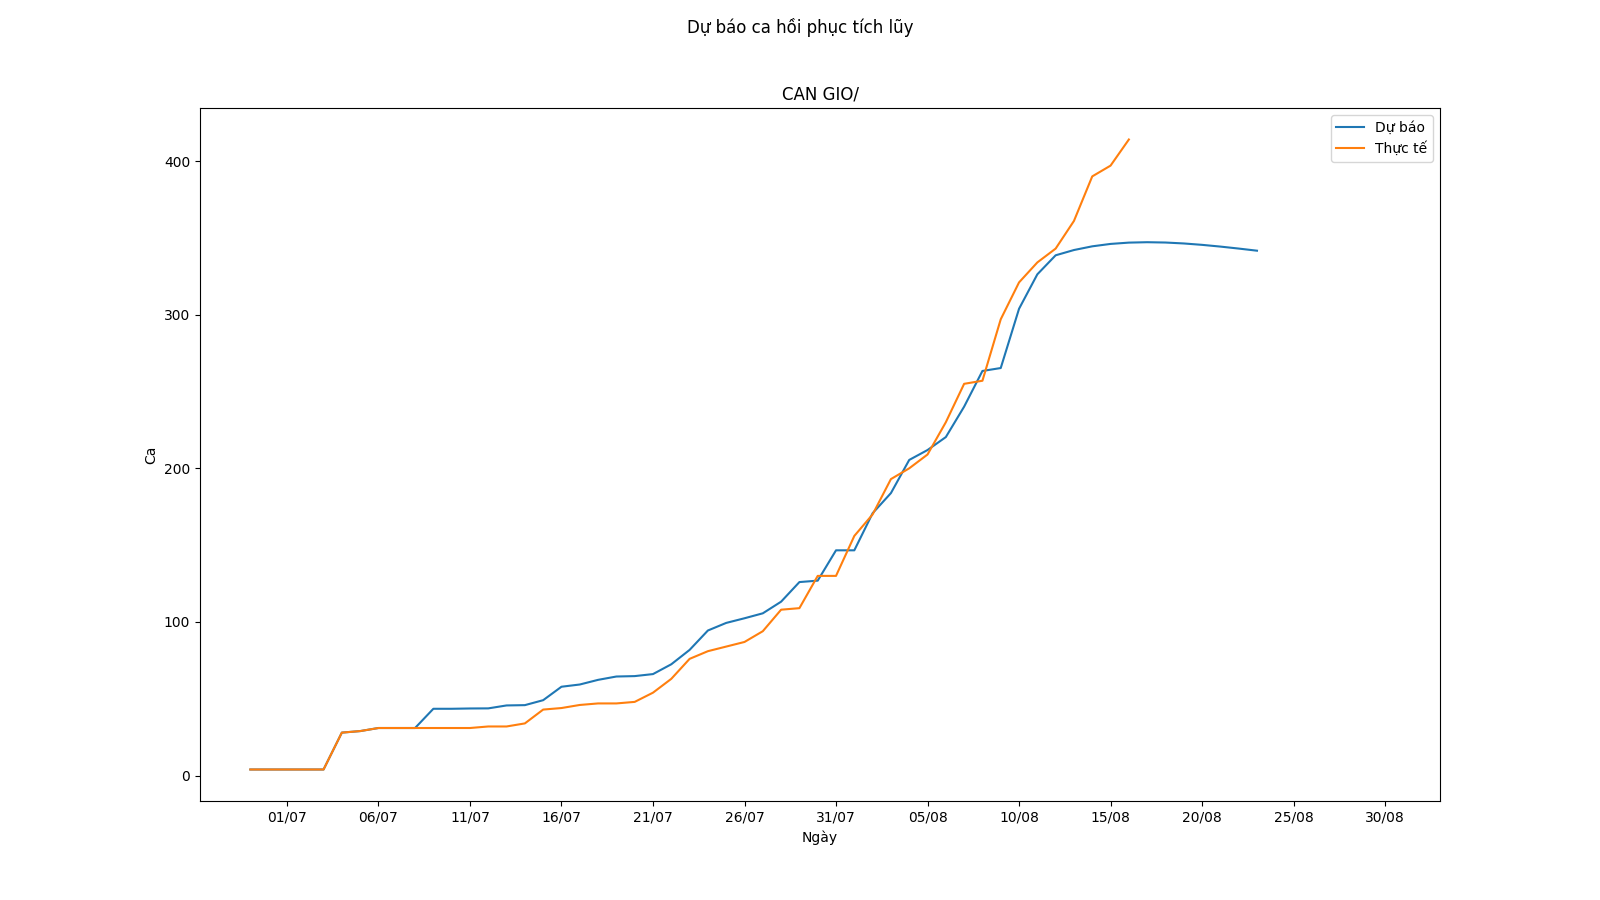 Dự báo ca hồi phục tích lũy
CAN GIO/
Dự báo
Thực tế
400
300
200
100
0
Ca
01/07 06/07 11/07 16/07 21/07 26/07 31/07 05/08 10/08 15/08 20/08 25/08 30/08
Ngày